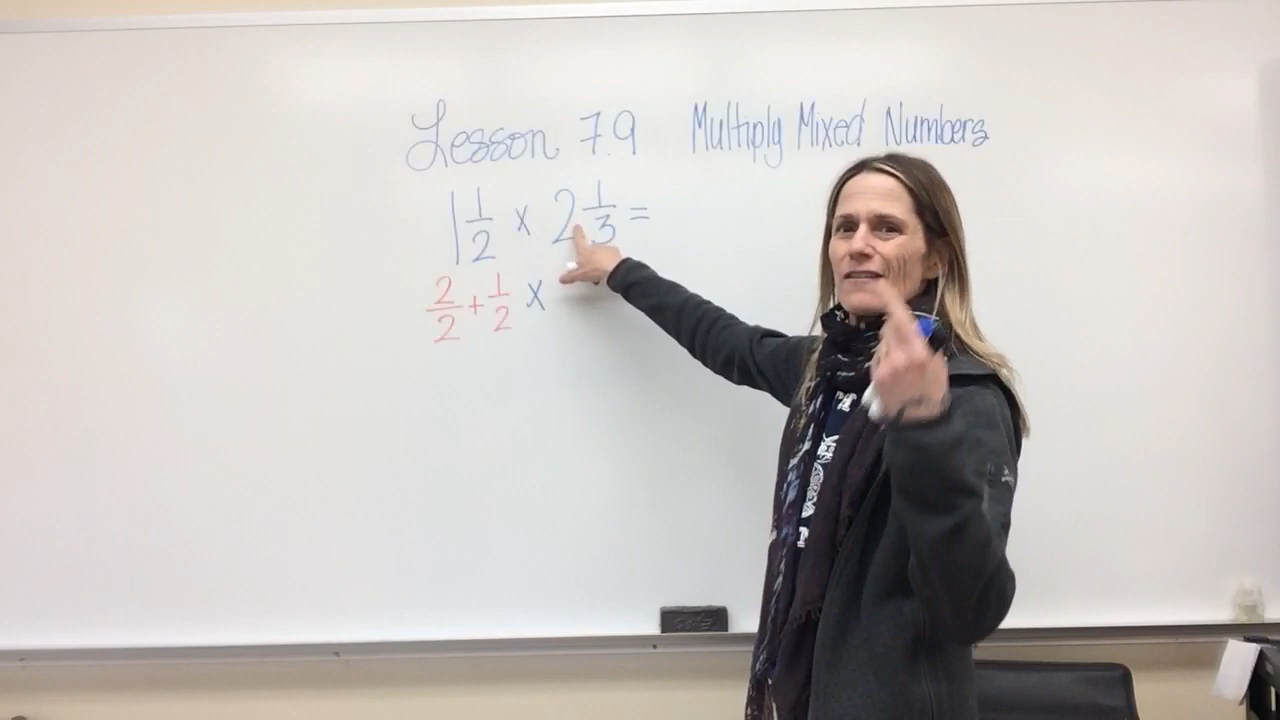 Lesson 7.9 Multiply Mixed Numbers
1 1/2 x 2 1/3 =
2/2 + 1/2 x